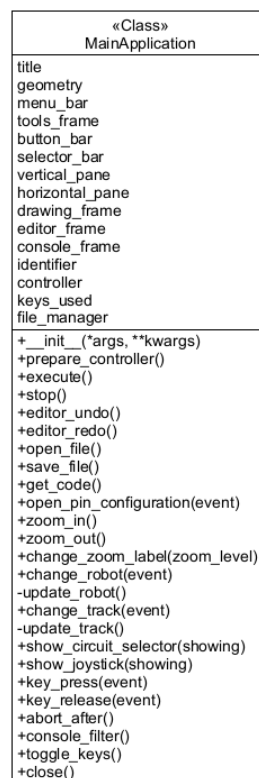 «Class»
MainApplication
title
geometry
menu_bar
tools_frame
button_bar
selector_bar
vertical_pane
horizontal_pane
drawing_frame
editor_frame
console_frame
identifier
controller
keys_used
file_manager
+__init__(*args, **kwargs)
+prepare_controller()
+execute()
+stop()
+editor_undo()
+editor_redo()
+open_file()
+save_file()
+get_code()
+open_pin_configuration(event)
+zoom_in()
+zoom_out()
+change_zoom_label(zoom_level)
+change_robot(event)
-update_robot()
+change_track(event)
-update_track()
+show_circuit_selector(showing)
+show_joystick(showing)
+key_press(event)
+key_release(event)
+abort_after()
+console_filter()
+toggle_keys()
+close()